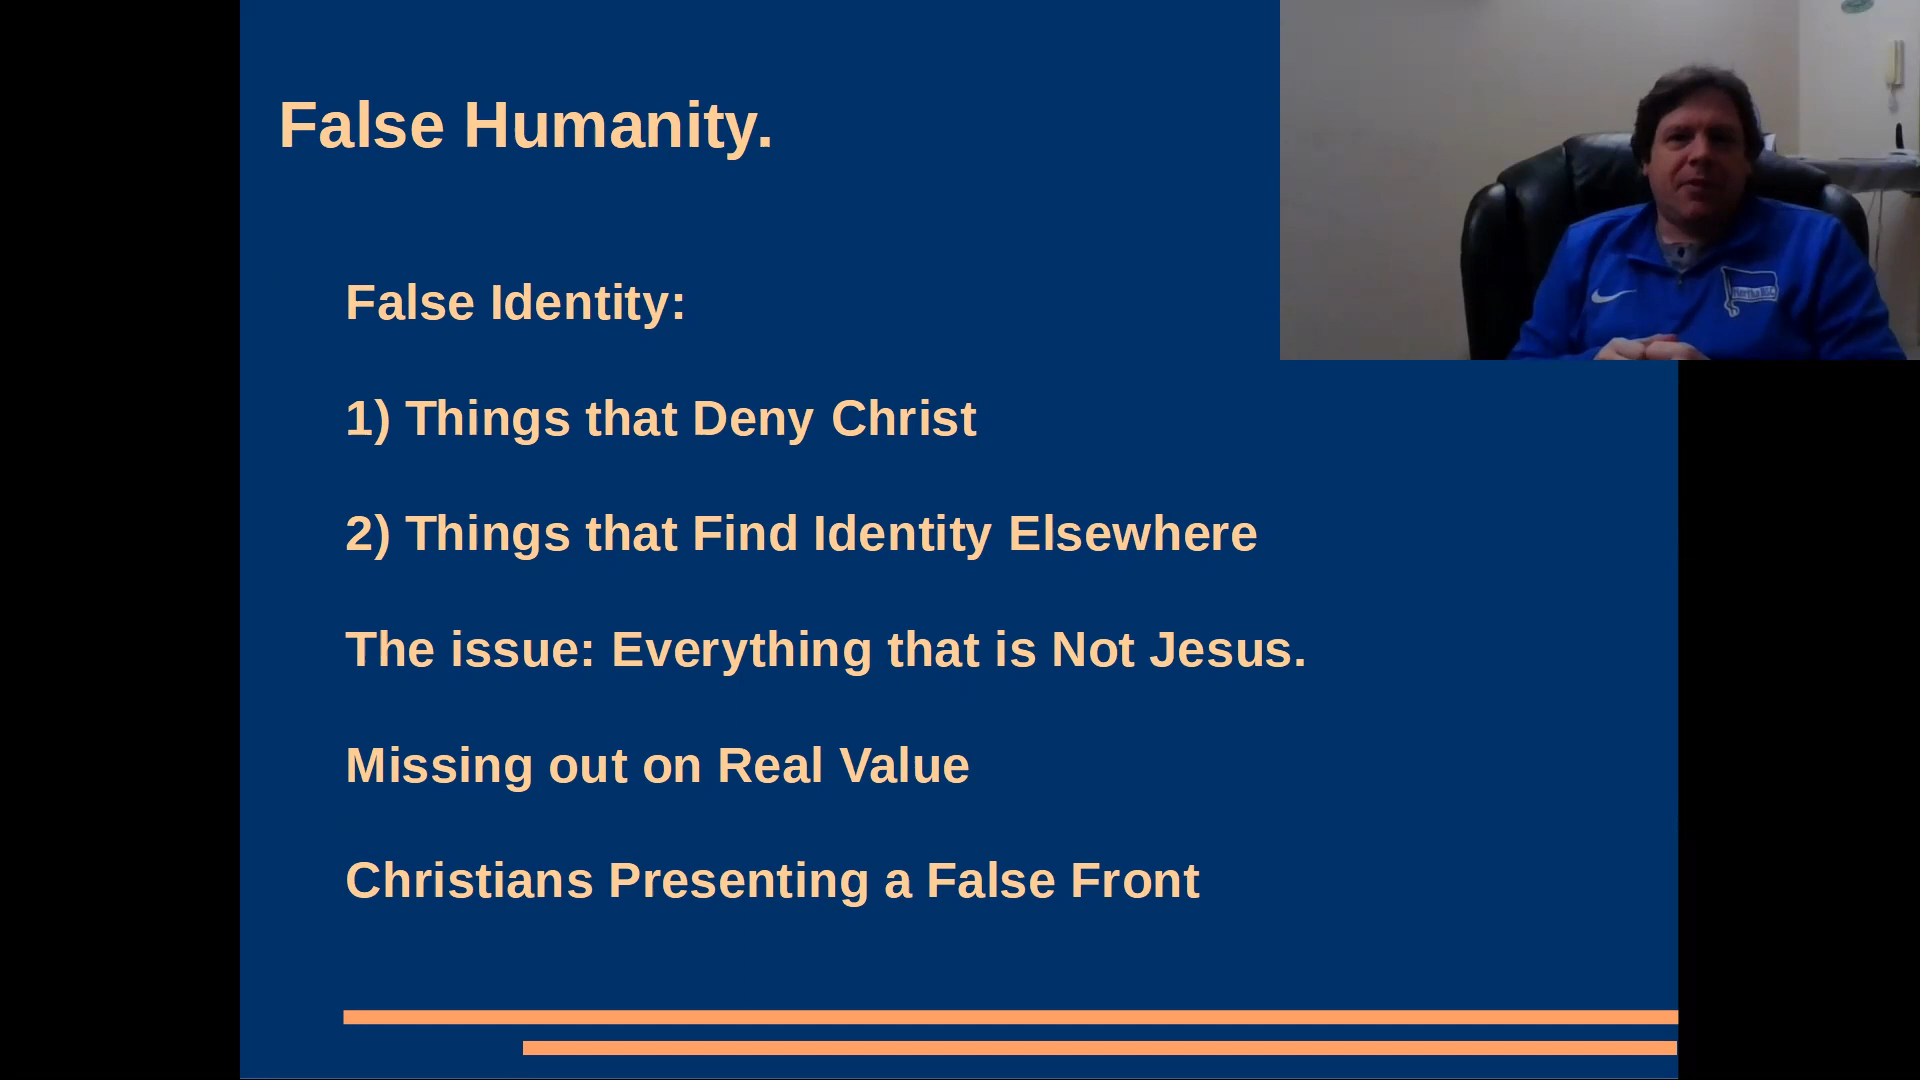 False Humanity.
False Identity:
1) Things that Deny Christ
2) Things that Find Identity Elsewhere
The issue: Everything that is Not Jesus.
Missing out on Real Value
Christians Presenting a False Front